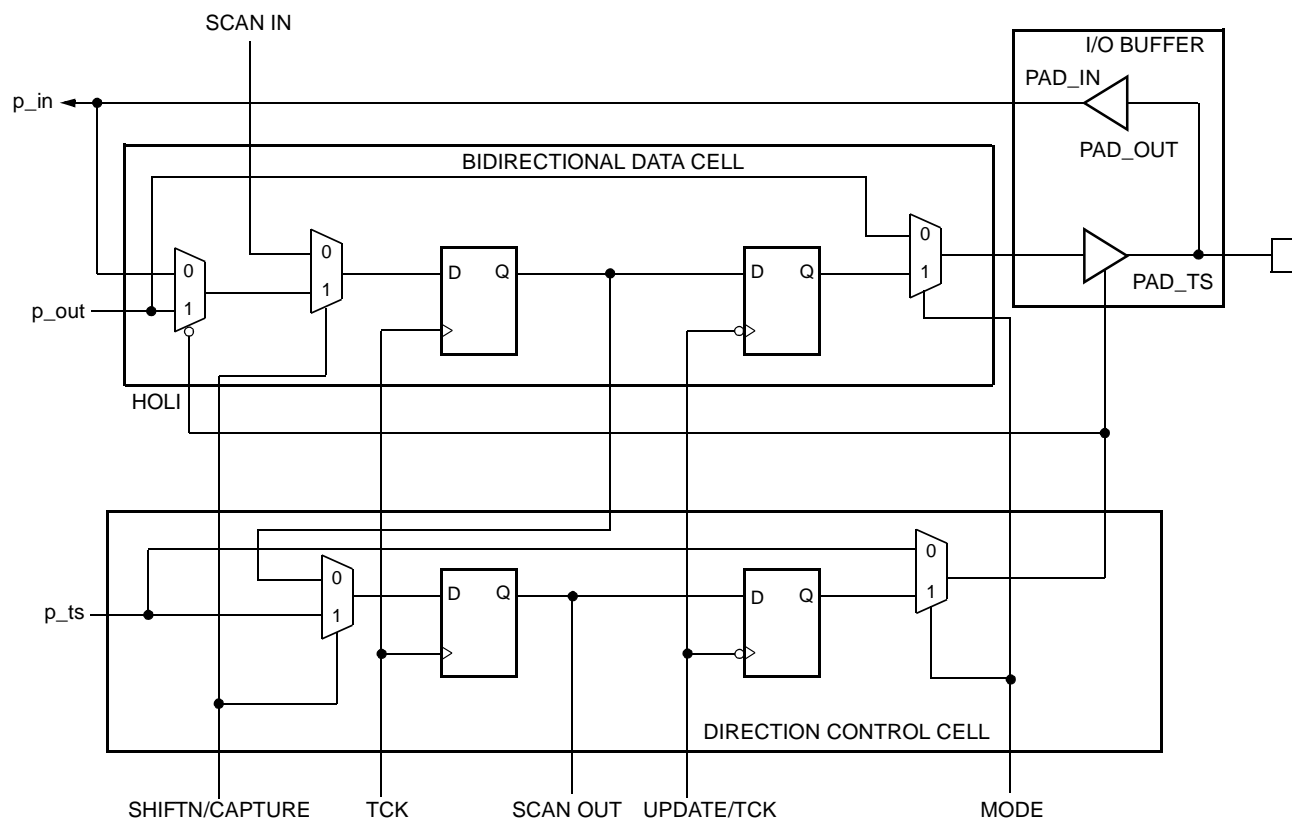 SCAN IN
I/O BUFFER
PAD_IN
p_in
PAD_OUT
BIDIRECTIONAL DATA CELL
0
0
1
D Q
D Q
0
1
PAD_TS
1
p_out
HOLI
0
1
D Q
D Q
0
1
p_ts
DIRECTION CONTROL CELL
SHIFTN/CAPTURE
TCK
SCAN OUT
UPDATE/TCK
MODE